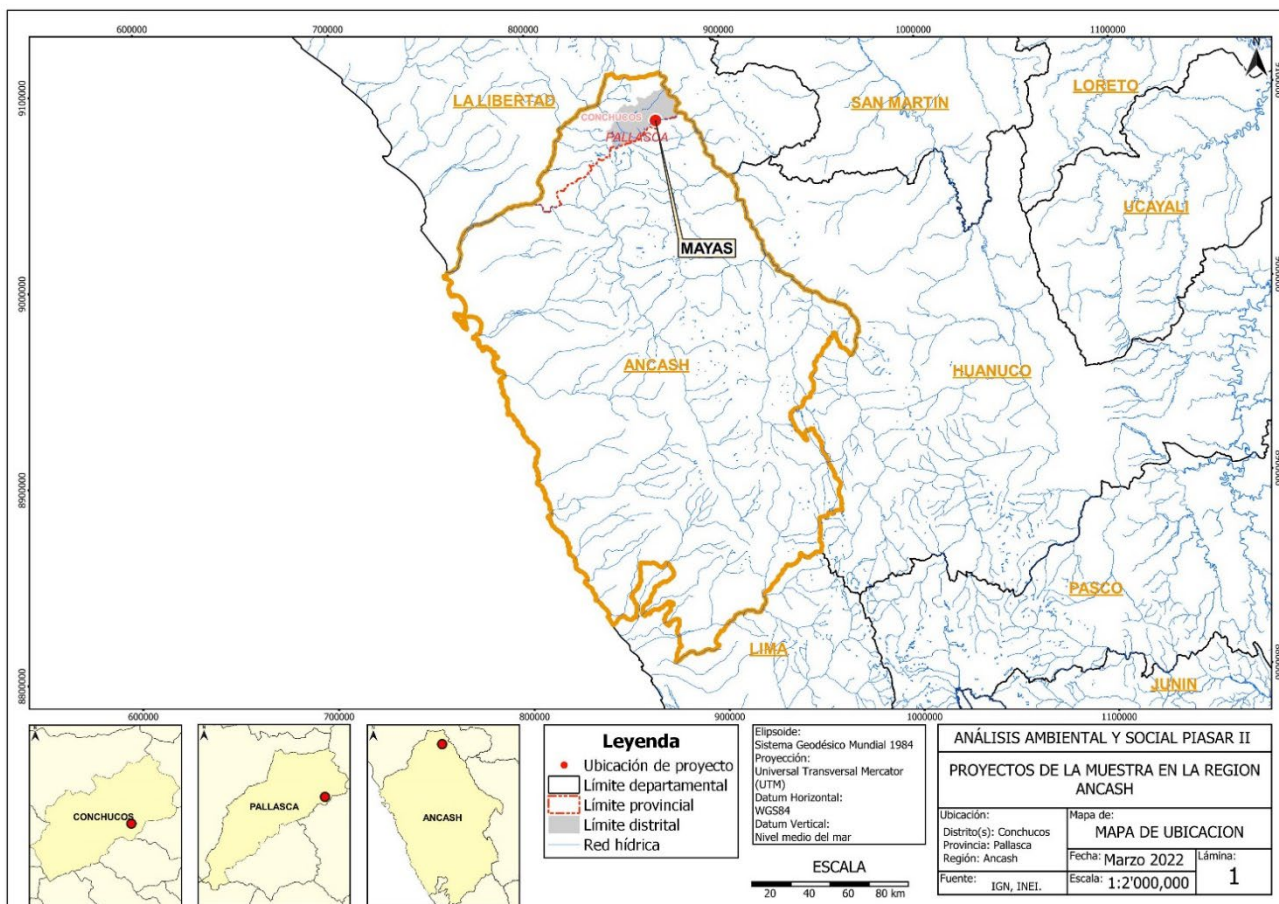 600000 700000 800000 900000 1000000 1100000
9100000
9000000
8900000
8800000
9100000
9000000
8900000
8800000
N
LA LIBERTAD
SAN MARTIN
LORETO
CONCHUCOS
PALLASCA
UCAYALI
MAYAS
ANCASH
HUANUCO
PASCO
LIMA
JUNIN
600000 700000 800000 900000 1000000 1100000
CONCHUCOS
PALLASCA
ANCASH
Leyenda
Ubicación de proyecto
Límite departamental
Límite provincial
Límite distrital
Red hídrica
Elipsoide:
Sistema Geodésico Mundial 1984
Proyección:
Universal Transversal Mercator
(UTM)
Datum Horizontal:
WGS84
Datum Vertical:
Nivel medio del mar
ESCALA
20 40 60 80 km
ANÁLISIS AMBIENTAL Y SOCIAL PIASAR II
PROYECTOS DE LA MUESTRA EN LA REGION
ANCASH
Ubicación:
Distrito(s): Conchucos
Provincia: Pallasca
Región: Ancash
Fuente: IGN, INEI.
Mapa de:
MAPA DE UBICACION
Fecha: Marzo 2022
Escala: 1:2'000,000
Lámina:
1